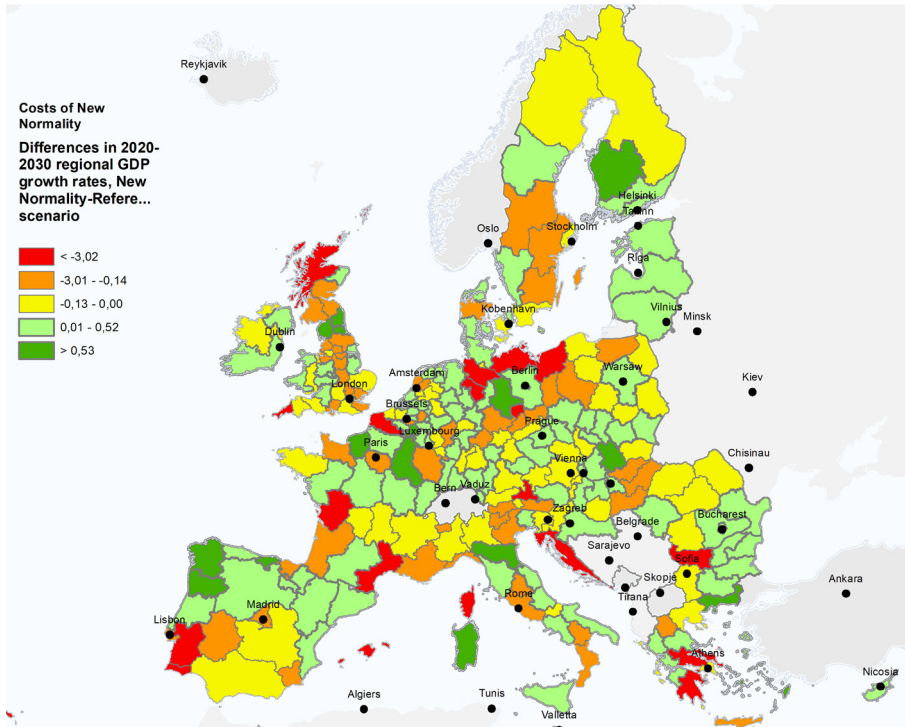 Reykjavik
Costs of New
Normality
Differences in 2020-
2030 regional GDP
growth rates, New
Normality-Refere...
scenario
< -3,02
-3,01 - -0,14
-0,13 - 0,00
0,01 - 0,52
> 0,53
Helsinki
Tallinn
Oslo
Stockholm
Riga
København
Vilnius
Minsk
Dublin
Amsterdam
London
Berlin
Warsaw
Brussels
Kiev
Luxembourg
Prague
Paris
Vienna
Chisinau
Bern
Vaduz
Zagreb
Belgrade
Bucharest
Sarajevo
Sofia
Skopje
Rome
Tirana
Ankara
Madrid
Lisbon
Athens
Nicosia
Algiers
Tunis
Valletta